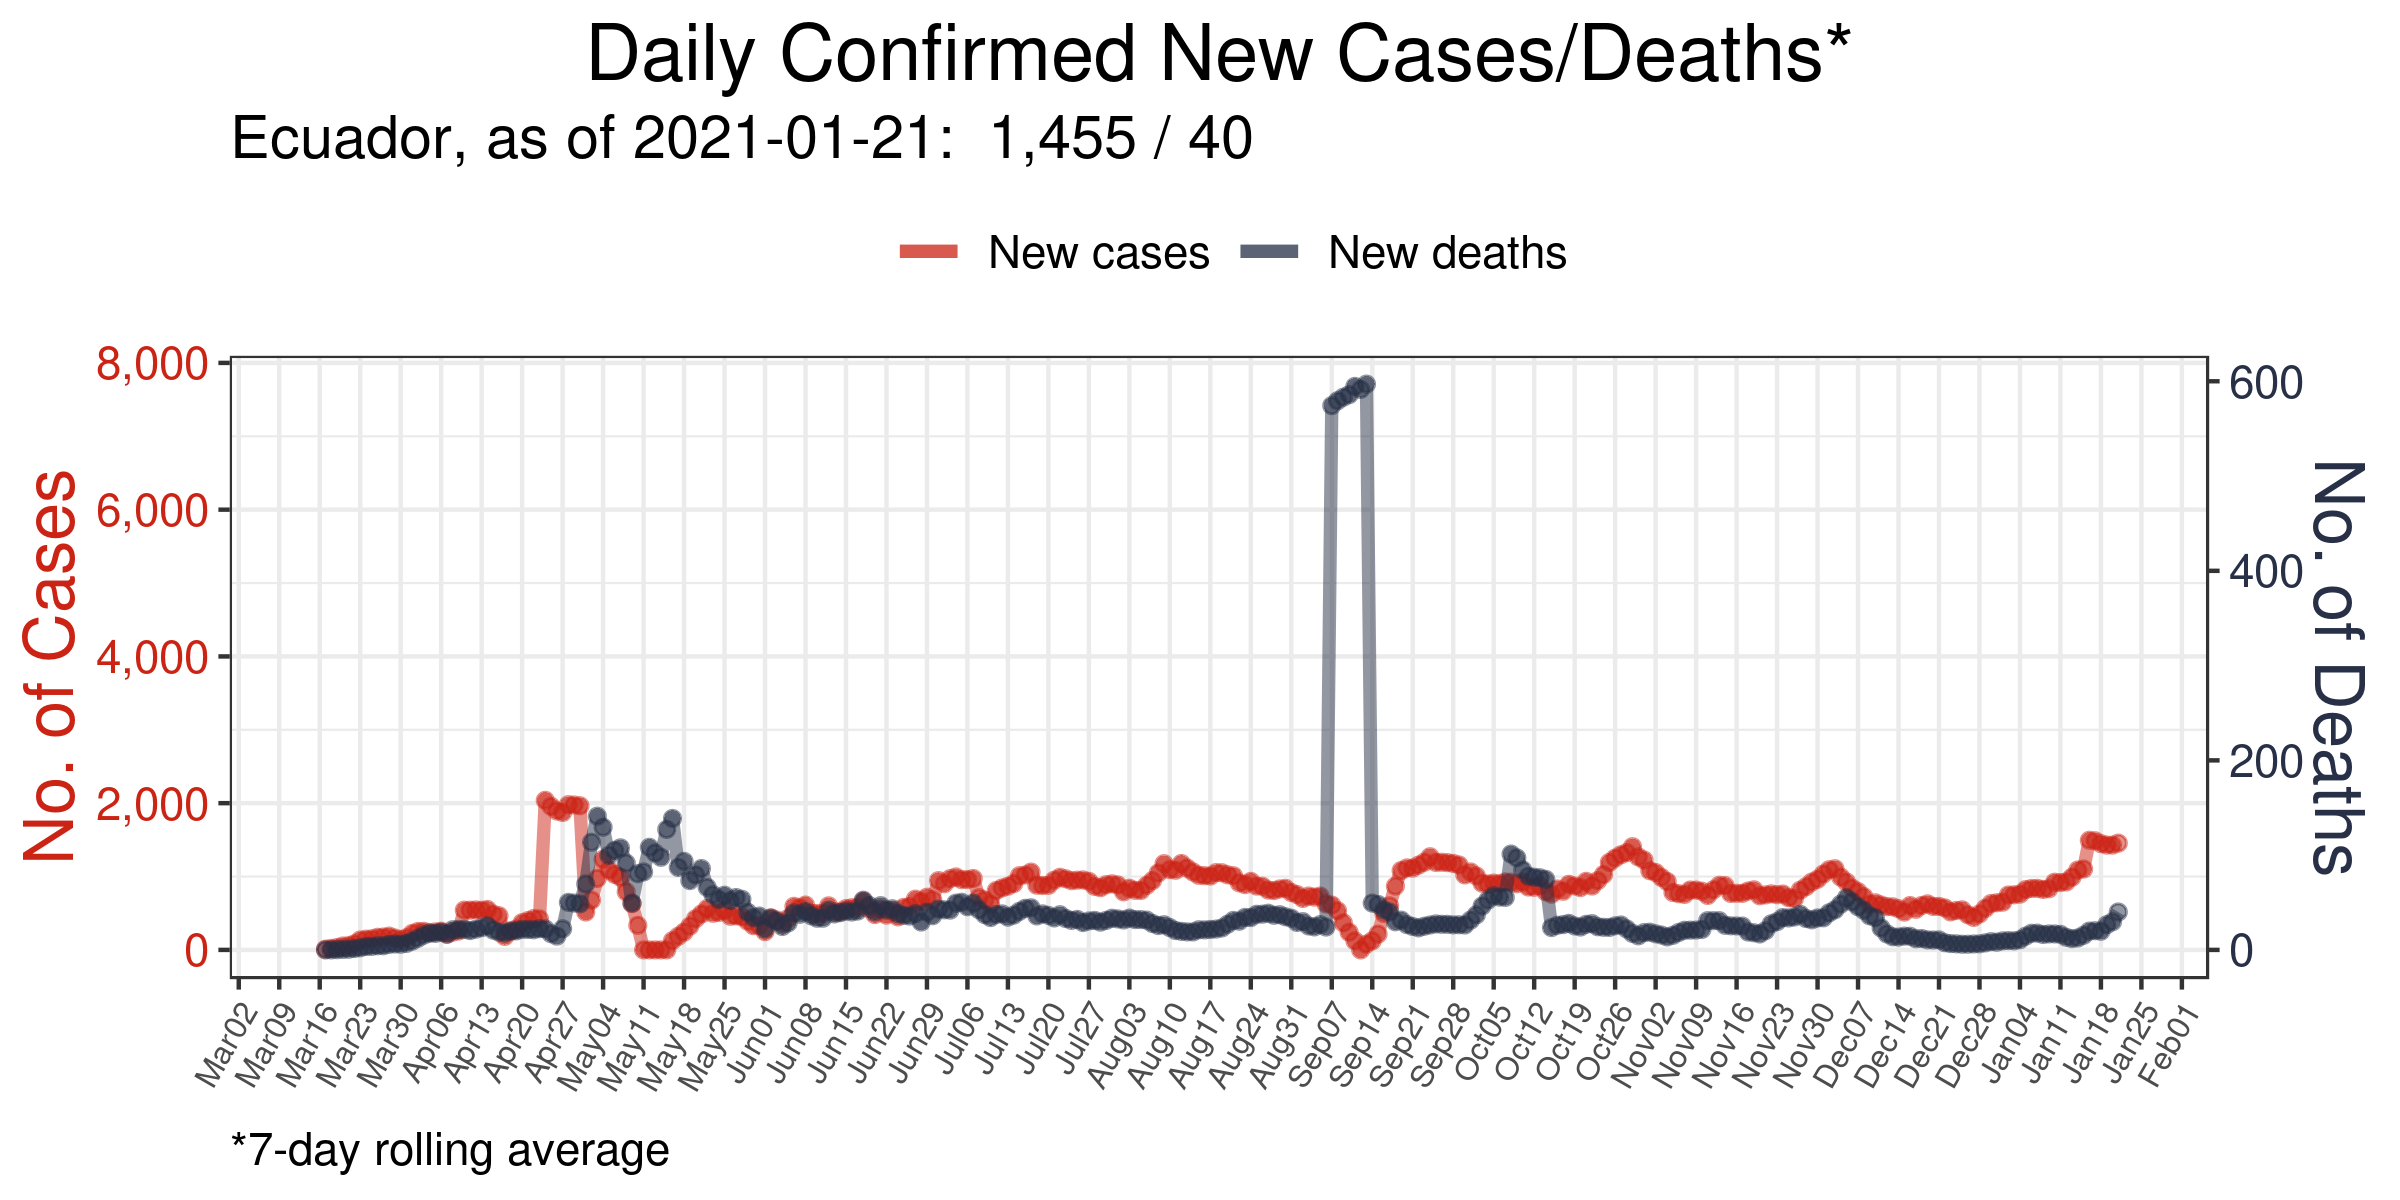 Daily Confirmed New Cases/Deaths*
Ecuador, as of 2021-01-21:  1,455 / 40
New cases
New deaths
No. of Cases
8,000
6,000
4,000
2,000
0
600
400
200
0
No. of Deaths
Mar02
Mar09
Mar16
Mar23
Mar30
Apr06
Apr13
Apr20
Apr27
May04
May11
May18
May25
Jun01
Jun08
Jun15
Jun22
Jun29
Jul06
Jul13
Jul20
Jul27
Aug03
Aug10
Aug17
Aug24
Aug31
Sep07
Sep14
Sep21
Sep28
Oct05
Oct12
Oct19
Oct26
Nov02
Nov09
Nov16
Nov23
Nov30
Dec07
Dec14
Dec21
Dec28
Jan04
Jan11
Jan18
Jan25
Feb01
*7-day rolling average